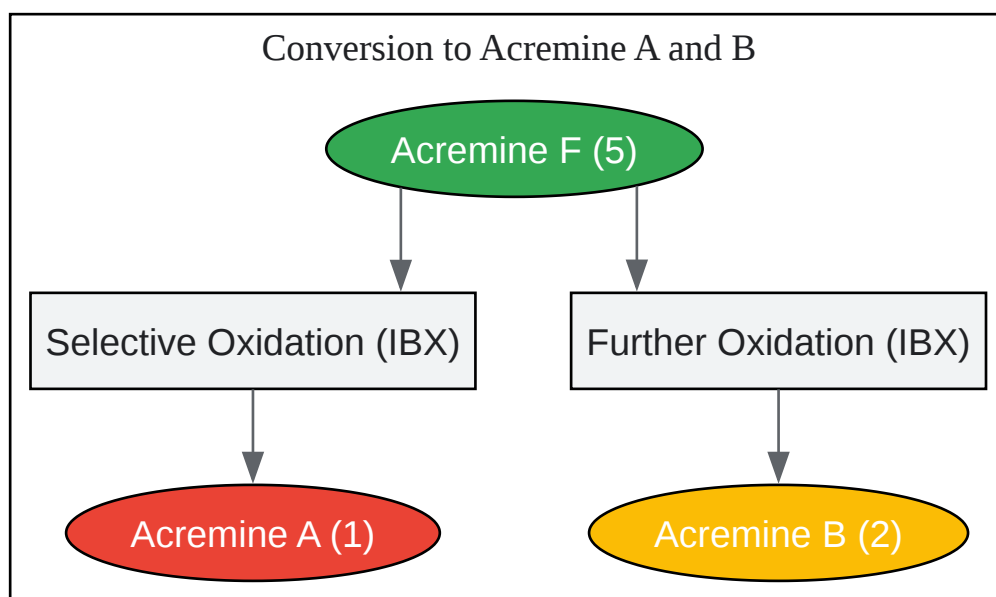 Conversion to Acremine A and B
Acremine F (5)
Selective Oxidation (IBX)
Further Oxidation (IBX)
Acremine A (1)
Acremine B (2)